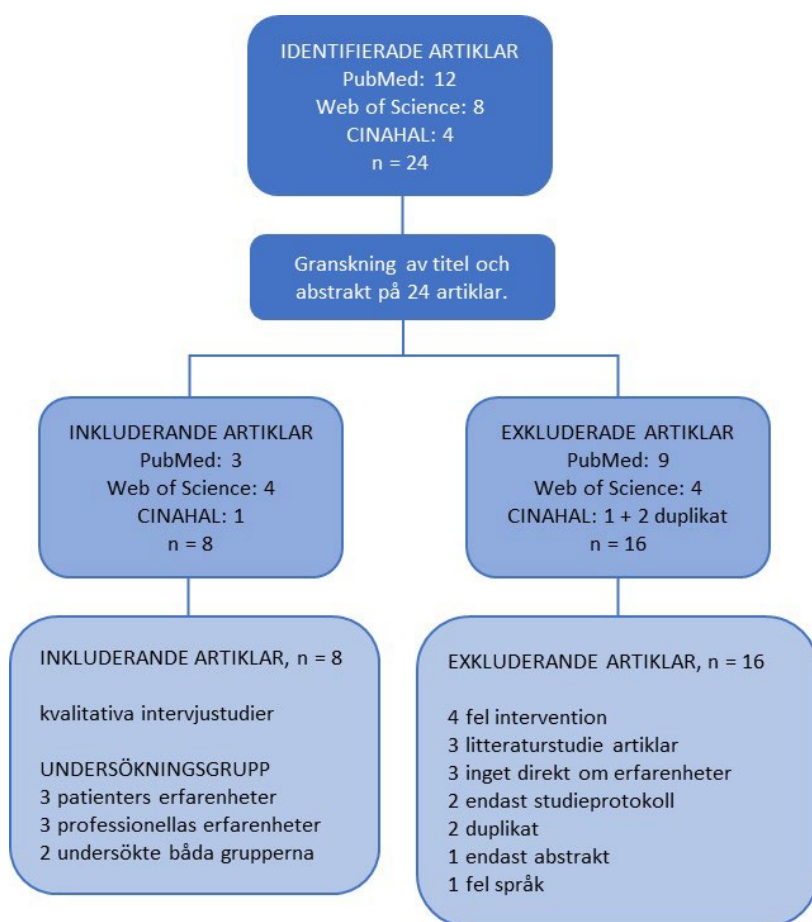 IDENTIFIERADE ARTIKLAR
PubMed: 12
Web of Science: 8
CINAHAL: 4
n = 24
Granskning av titel och
abstrakt på 24 artiklar.
INKLUDERANDE ARTIKLAR
PubMed: 3
Web of Science: 4
CINAHAL: 1
n = 8
EXKLUDERADE ARTIKLAR
PubMed: 9
Web of Science: 4
CINAHAL: 1 + 2 duplikat
n = 16
INKLUDERANDE ARTIKLAR, n = 8
kvalitativa intervjustudier
UNDERSÖKNINGSGRUPP
3 patienters erfarenheter
3 professionellas erfarenheter
2 undersökte båda grupperna
EXKLUDERANDE ARTIKLAR, n = 16
4 fel intervention
3 litteraturstudie artiklar
3 inget direkt om erfarenheter
2 endast studieprotokoll
2 duplikat
1 endast abstrakt
1 fel språk